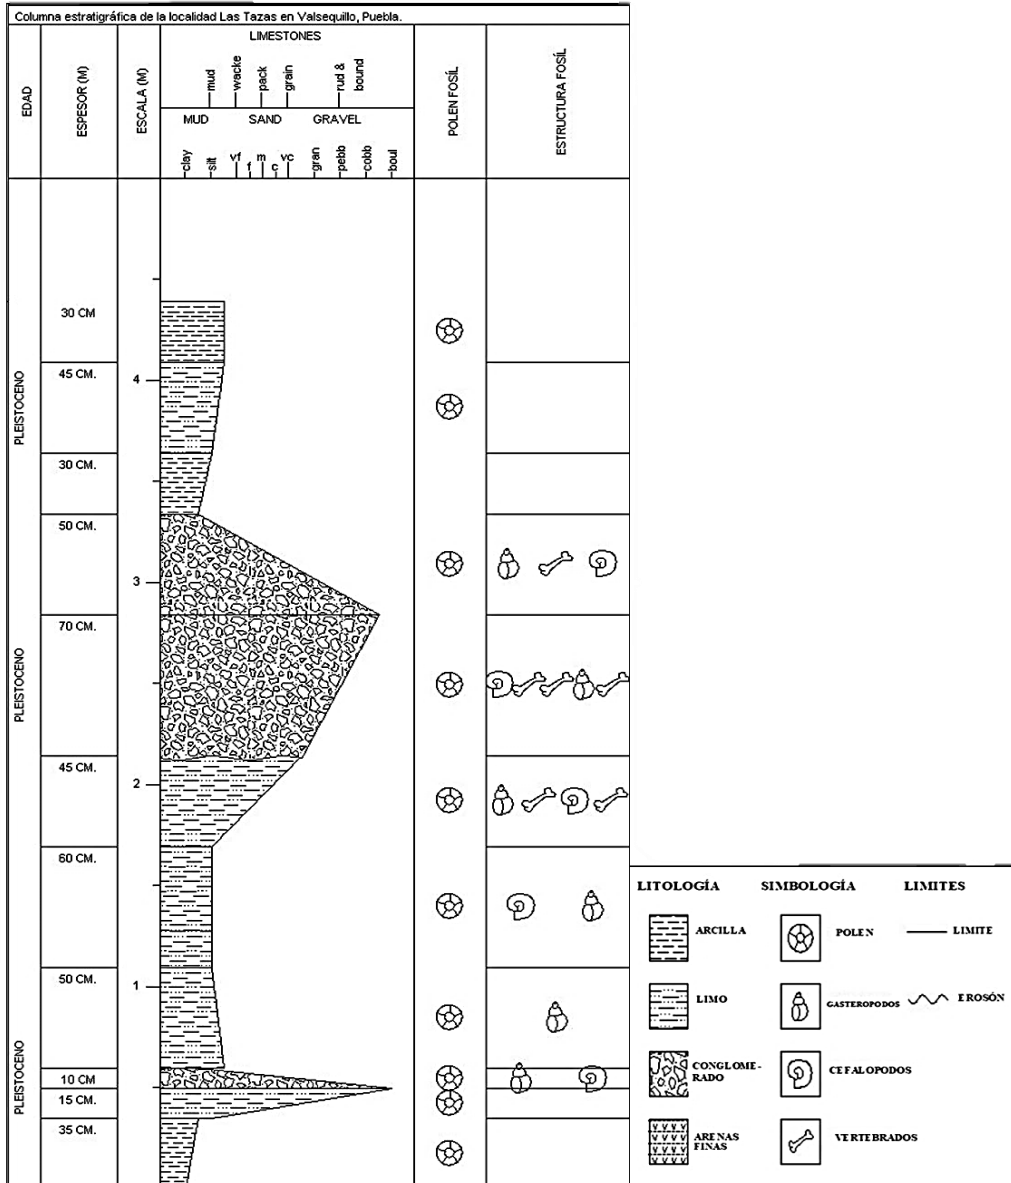 Columna estratigráfica de la localidad Las Tazas en Valsequillo, Puebla.
EDAD
ESPESOR (M)
ESCALA (M)
LIMESTONES
mud
wacke
pack
grain
rud &
bound
MUD
SAND
GRAVEL
clay
silt
vf
f
m
c
vc
gran
pebb
cobb
boul
POLEN FOSÍL
ESTRUCTURA FOSÍL
PLEISTOCENO
PLEISTOCENO
PLEISTOCENO
30 CM
45 CM.
30 CM.
50 CM.
70 CM.
45 CM.
60 CM.
50 CM.
10 CM
15 CM.
35 CM.
4
3
2
1
LITOLOGÍA
ARCILLA
LIMO
CONGLOME-
RADO
ARENAS
FINAS
SIMBOLOGÍA
POLEN
GASTEROPODOS
CEFALOPODOS
VERTEBRADOS
LIMITES
LIMITE
EROSÓN